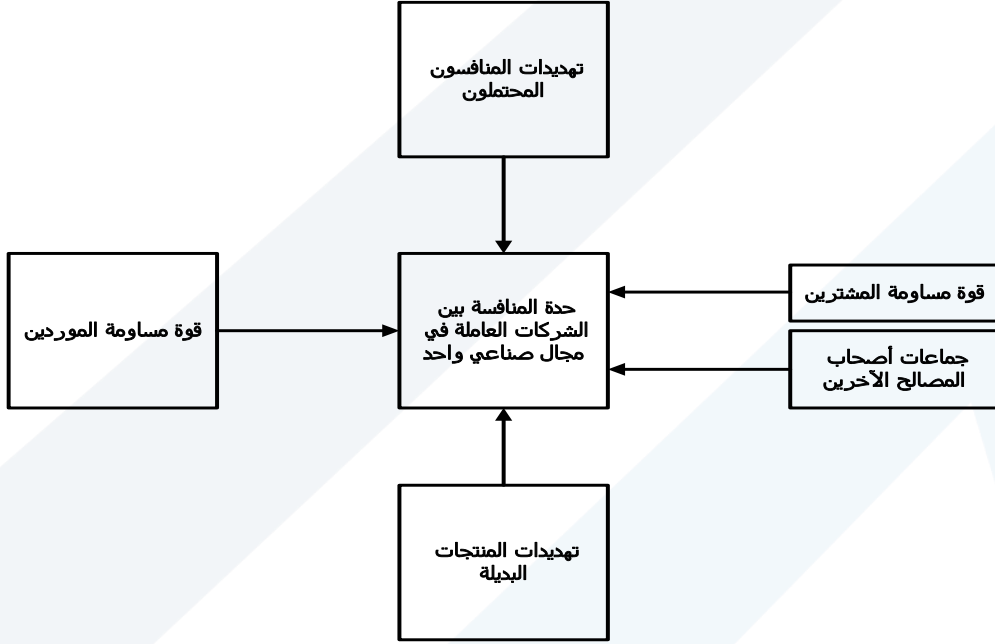 تهديدات المنافسون
المحتملون
قوة مساومة المشترين
جماعات أصحاب
المصالح الآخرين
حدة المنافسة بين
الشركات العاملة في
مجال صناعي واحد
قوة مساومة الموردين
تهديدات المنتجات
البديلة